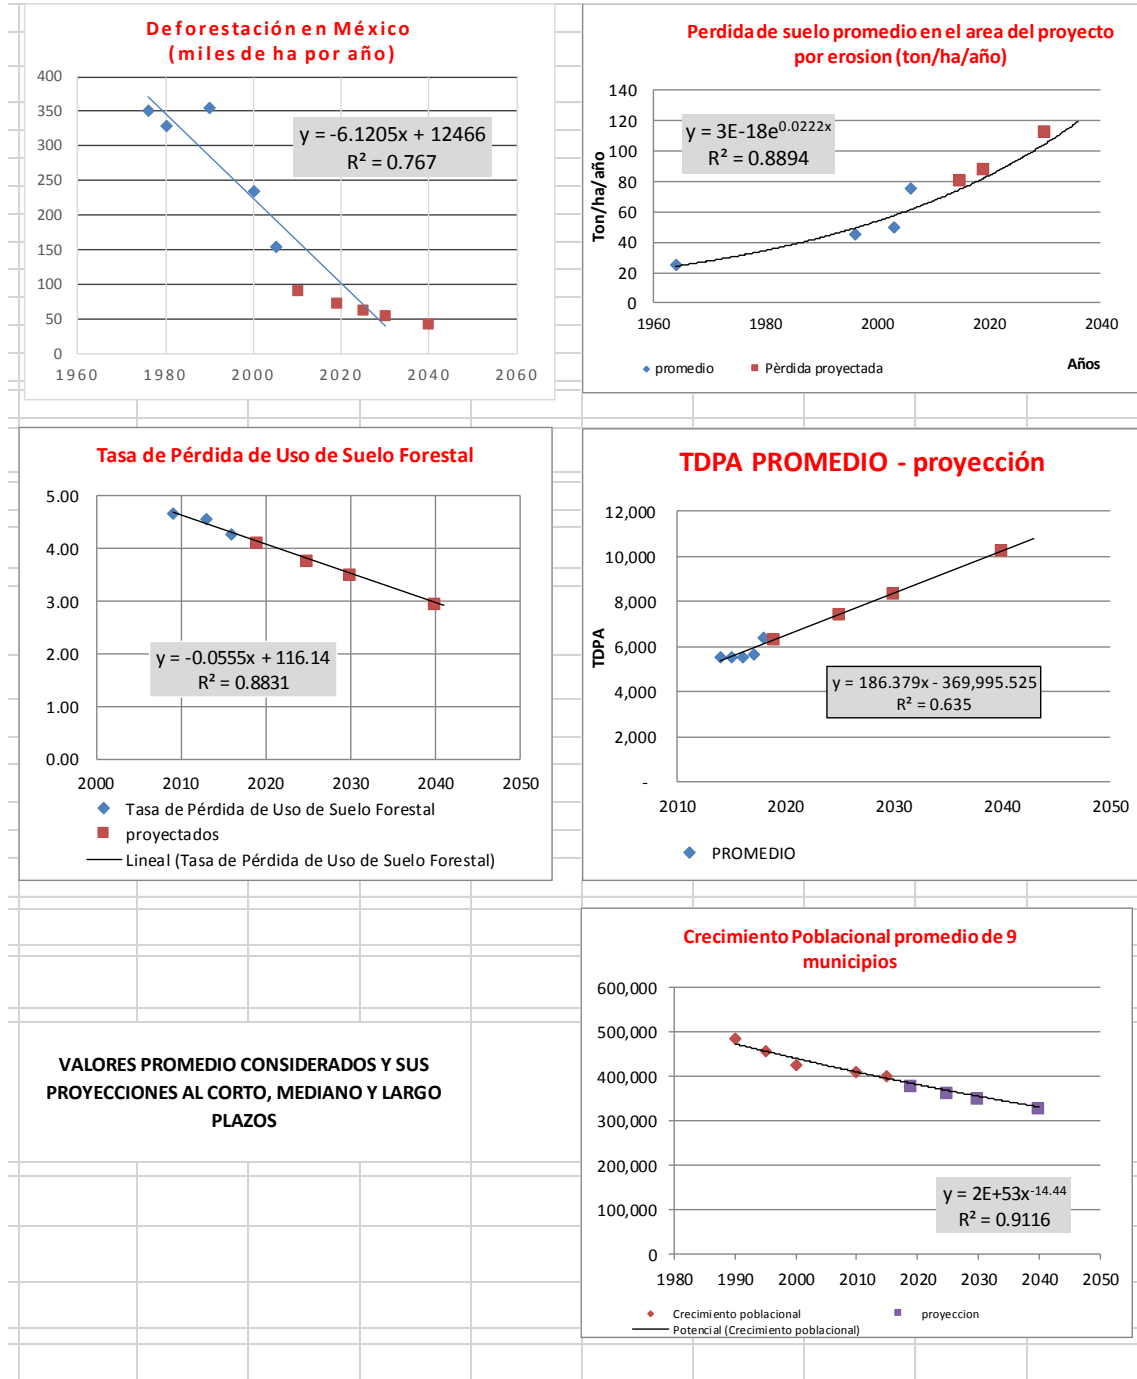 Deforestación en México
(miles de ha por año)
400
350
300
250
200
150
100
50
0
1960
1980
2000
2020
2040
2060
y = -6.1205x + 12466
R² = 0.767
Perdida de suelo promedio en el area del proyecto
por erosion (ton/ha/año)
Ton/ha/año
140
120
100
80
60
40
20
0
1960
1980
2000
2020
2040
y = 3E-18e^0.0222x
R² = 0.8894
promedio
Pèrdida proyectada
Años
Tasa de Pérdida de Uso de Suelo Forestal
5.00
4.00
3.00
2.00
1.00
0.00
2000
2010
2020
2030
2040
2050
y = -0.0555x + 116.14
R² = 0.8831
Tasa de Pérdida de Uso de Suelo Forestal
proyectados
Lineal (Tasa de Pérdida de Uso de Suelo Forestal)
TDPA PROMEDIO - proyección
TDPA
12,000
10,000
8,000
6,000
4,000
2,000
-
2010
2020
2030
2040
2050
y = 186.379x - 369,995.525
R² = 0.635
PROMEDIO
VALORES PROMEDIO CONSIDERADOS Y SUS
PROYECCIONES AL CORTO, MEDIANO Y LARGO
PLAZOS
Crecimiento Poblacional promedio de 9
municipios
600,000
500,000
400,000
300,000
200,000
100,000
0
1980
1990
2000
2010
2020
2030
2040
2050
y = 2E+53x^-14.44
R² = 0.9116
Crecimiento poblacional
proyeccion
Potencial (Crecimiento poblacional)